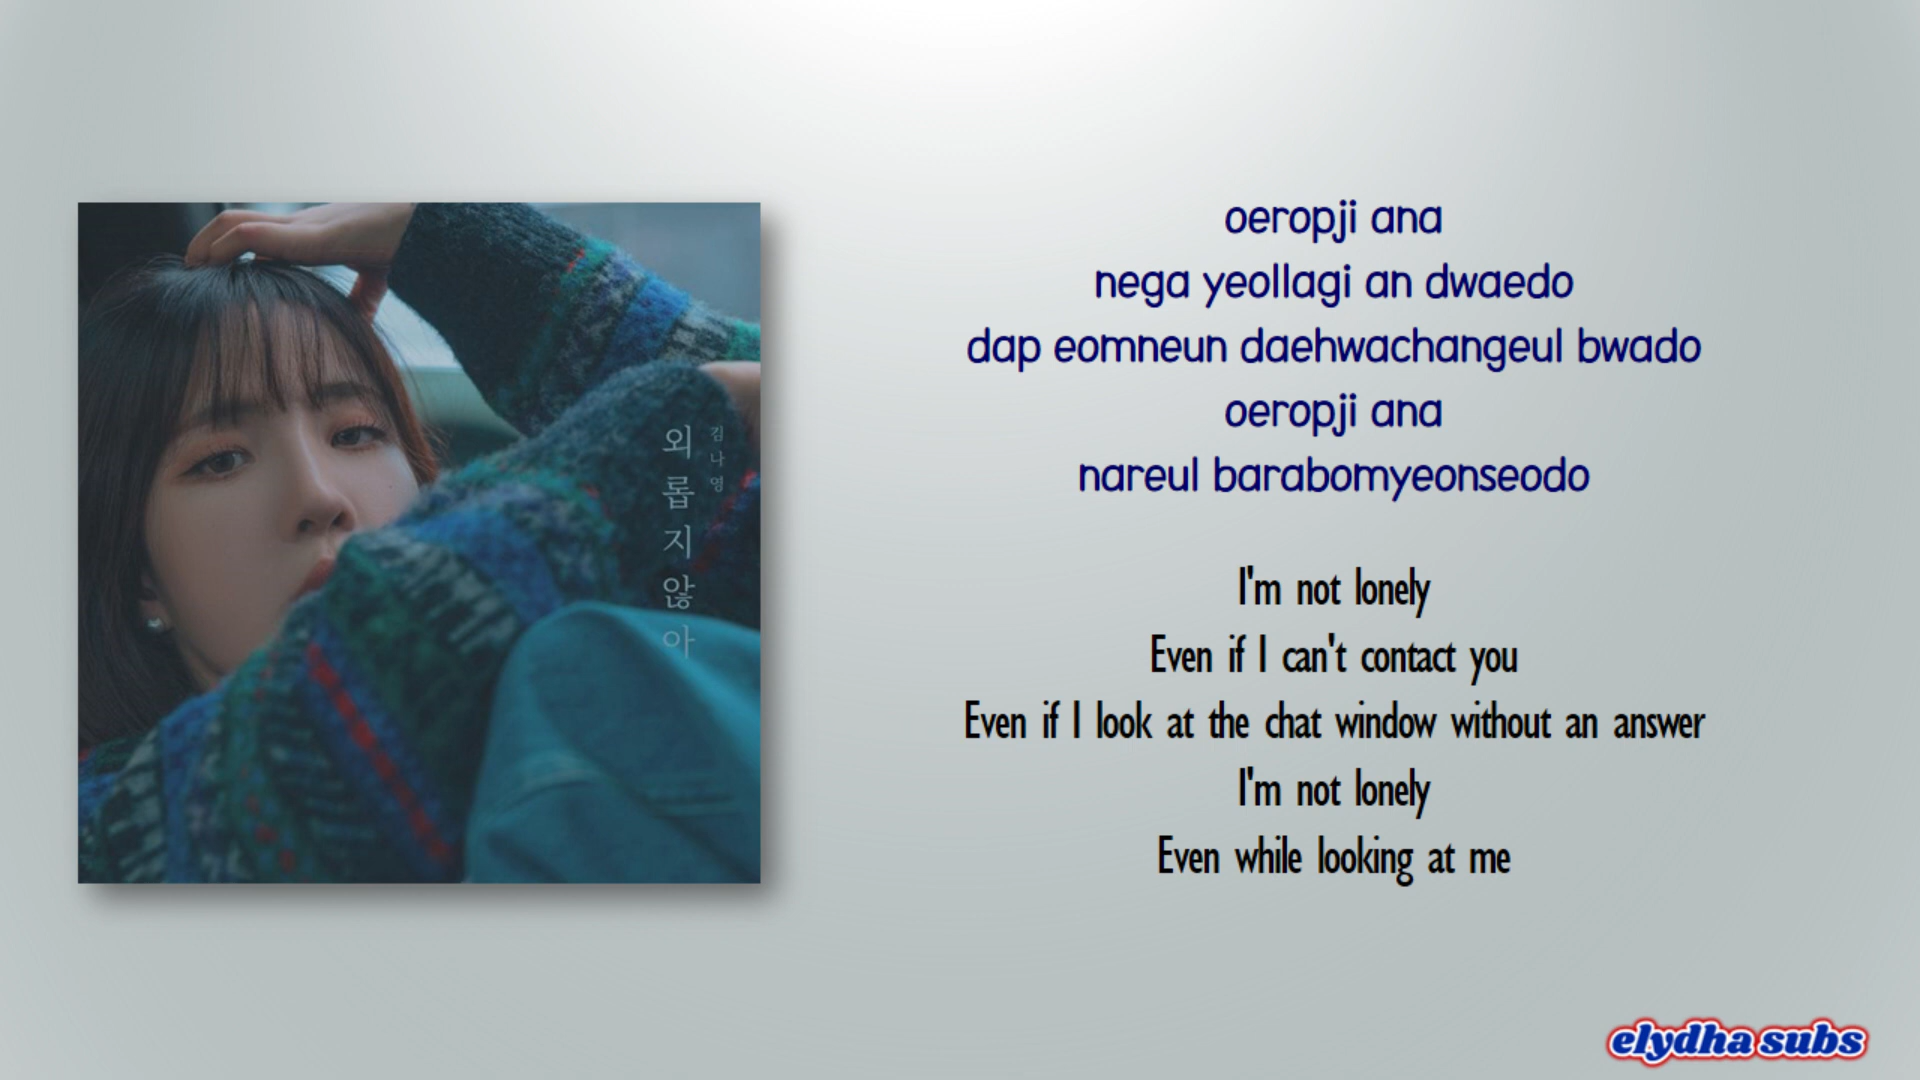 외롭지 않아
김나영
oeropji ana
nega yeollagi an dwaedo
dap eomneun daehwachangeul bwado
oeropji ana
nareul barabomyeonseodo
I'm not lonely
Even if I can't contact you
Even if I look at the chat window without an answer
I'm not lonely
Even while looking at me
elydha subs